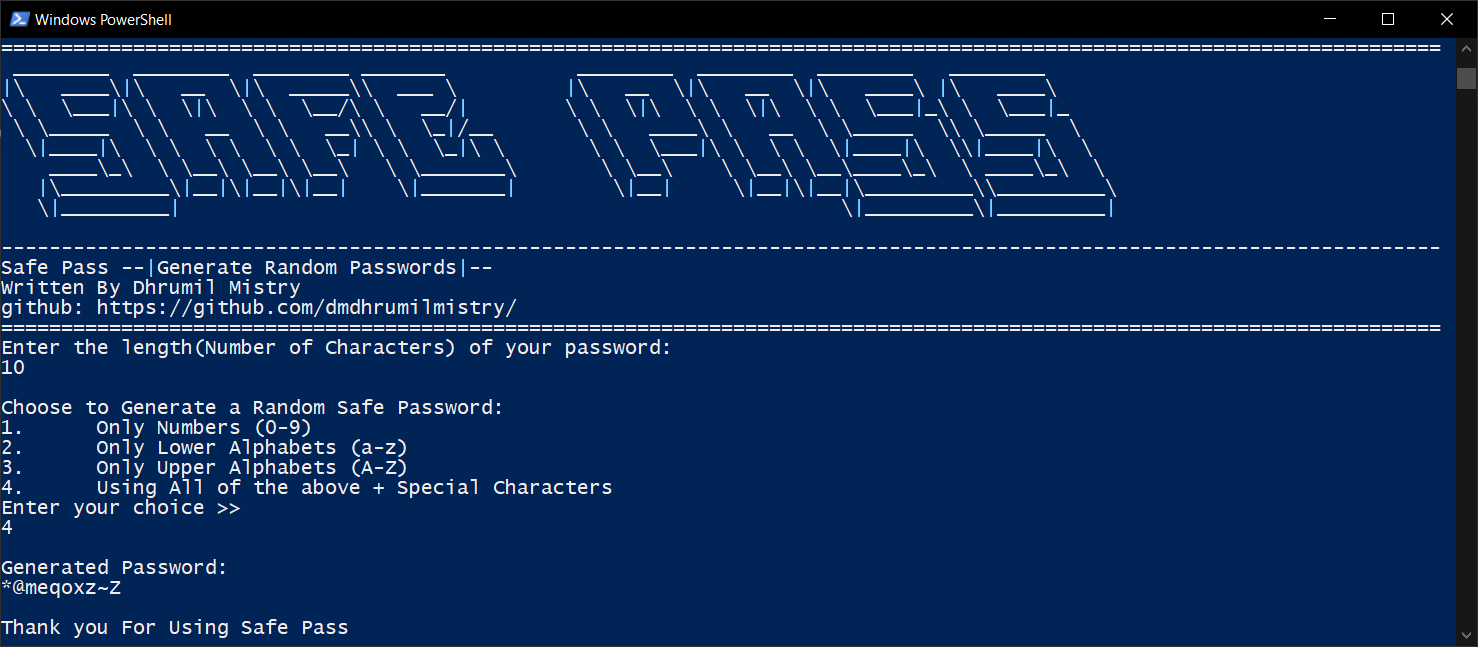 Windows PowerShell
========================================================================================================================
SAFE PASS
------------------------------------------------------------------------------------------------------------------------
Safe Pass --|Generate Random Passwords|--
Written By Dhrumil Mistry
github: https://github.com/dmdhrumilmistry/
========================================================================================================================
Enter the length(Number of Characters) of your password:
10
Choose to Generate a Random Safe Password:
1.      Only Numbers (0-9)
2.      Only Lower Alphabets (a-z)
3.      Only Upper Alphabets (A-Z)
4.      Using All of the above + Special Characters
Enter your choice >>
4
Generated Password:
*@meqoxz~Z
Thank you For Using Safe Pass